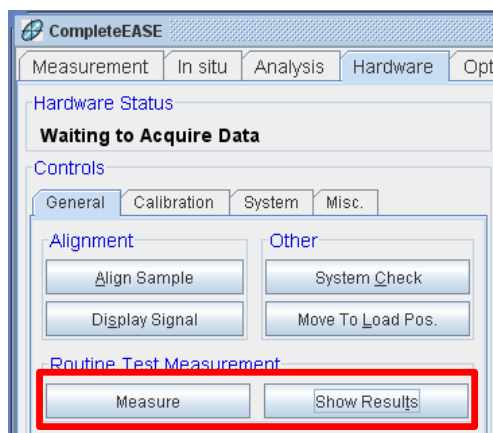 CompleteEASE
Measurement In situ Analysis Hardware Opt
Hardware Status
Waiting to Acquire Data
Controls
General Calibration System Misc.
Alignment Other
Align Sample System Check
Display Signal Move To Load Pos.
Routine Test Measurement
Measure Show Results